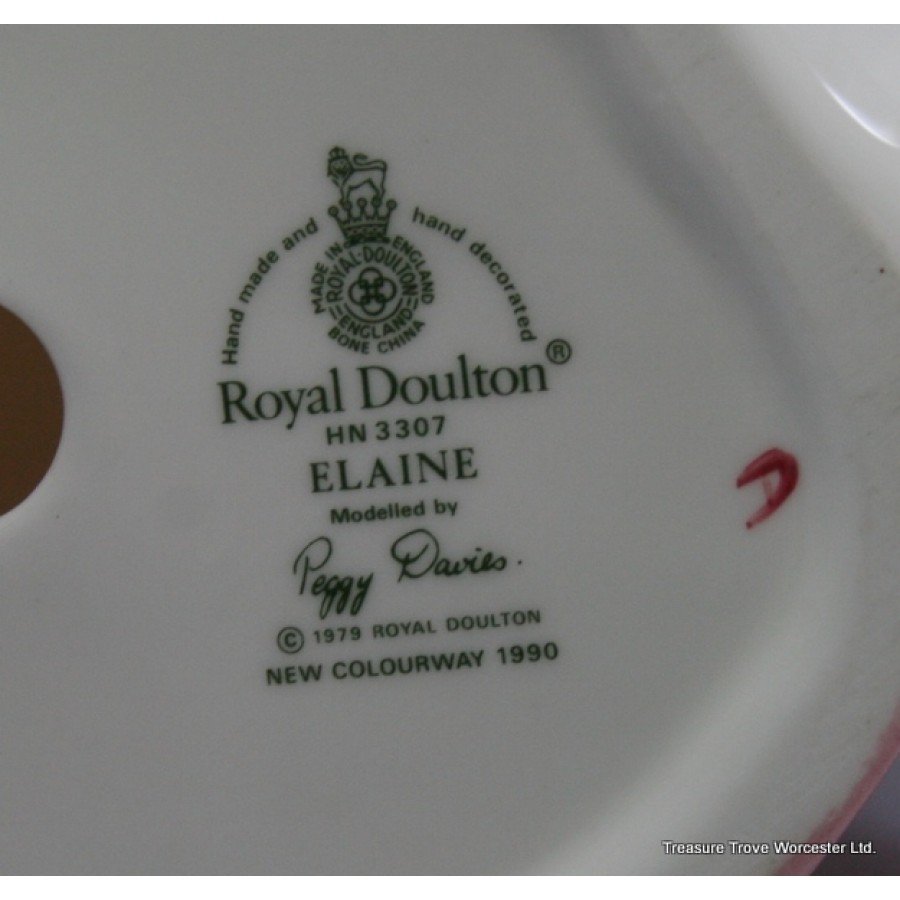 Hand made and hand decorated
MADE IN ENGLAND
ROYAL-DOULTON
ENGLAND
BONE CHINA
Royal Doulton®
HN 3307
ELAINE
Modelled by
Peggy Davies.
© 1979 ROYAL DOULTON
NEW COLOURWAY 1990
Treasure Trove Worcester Ltd.